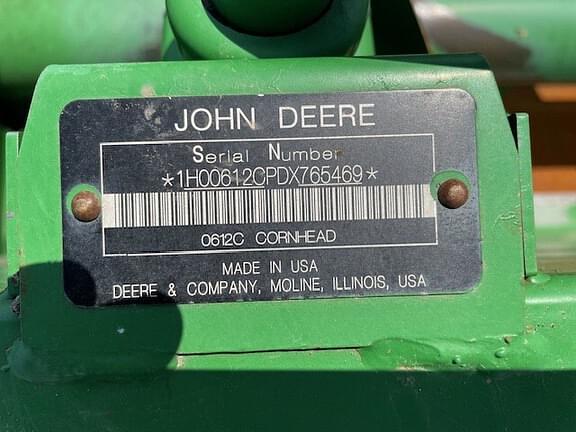 JOHN DEERE
Serial Number
*1H00612CPDX765469*
0612C CORNHEAD
MADE IN USA
DEERE & COMPANY, MOLINE, ILLINOIS, USA